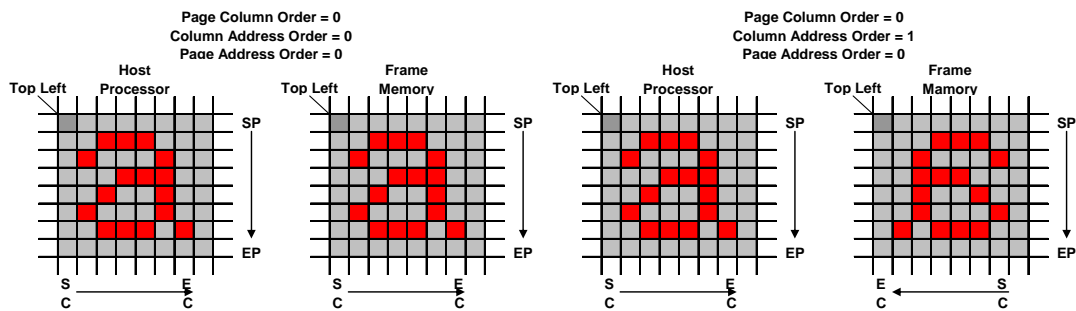 Page Column Order = 0
Column Address Order = 0
Page Address Order = 0
Host
Processor
Frame
Memory
Top Left
Top Left
SP
EP
S
C
E
C
S
C
E
C
Page Column Order = 0
Column Address Order = 1
Page Address Order = 0
Host
Processor
Frame
Mamory
Top Left
Top Left
SP
EP
SP
EP
S
C
E
C
E
C
S
C